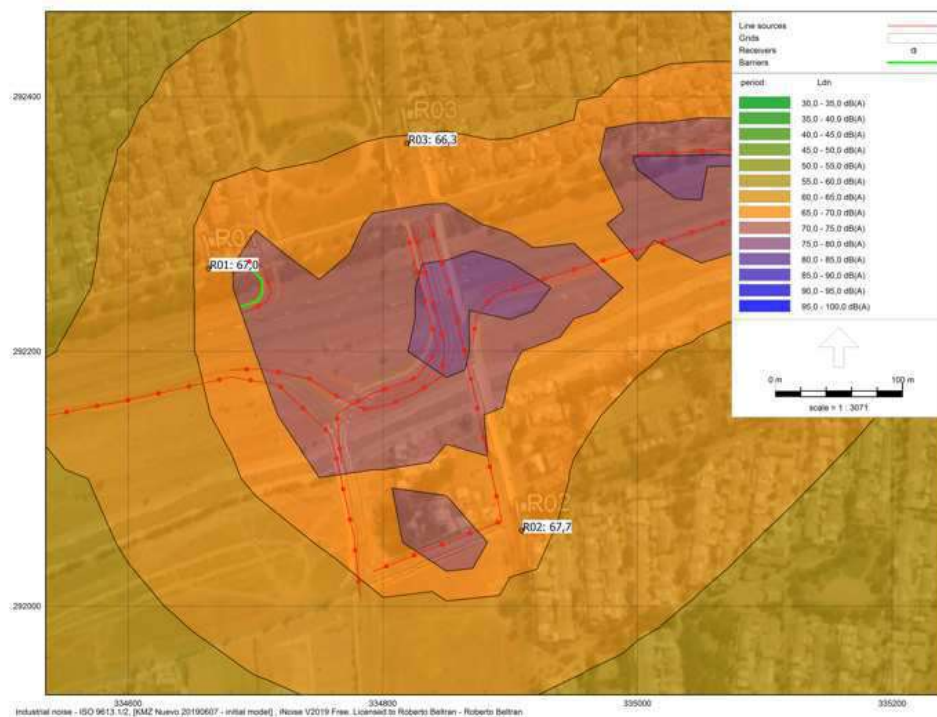 Line sources
Grids
Receivers
Barriers
period Ldn
30,0 - 35,0 dB(A)
35,0 - 40,0 dB(A)
40,0 - 45,0 dB(A)
45,0 - 50,0 dB(A)
50,0 - 55,0 dB(A)
55,0 - 60,0 dB(A)
60,0 - 65,0 dB(A)
65,0 - 70,0 dB(A)
70,0 - 75,0 dB(A)
75,0 - 80,0 dB(A)
80,0 - 85,0 dB(A)
85,0 - 90,0 dB(A)
90,0 - 95,0 dB(A)
95,0 - 100,0 dB(A)
0 m 100 m
scale = 1 : 3071
292400
R03
R03: 66,3
R01
R01: 67,0
292200
R02
R02: 67,7
292000
334600 334800 335000 335200
Industrial noise - ISO 9613.1/2, [KMZ Nuevo 20190607 - initial model] , iNoise V2019 Free. Licensed to Roberto Beltran - Roberto Beltran